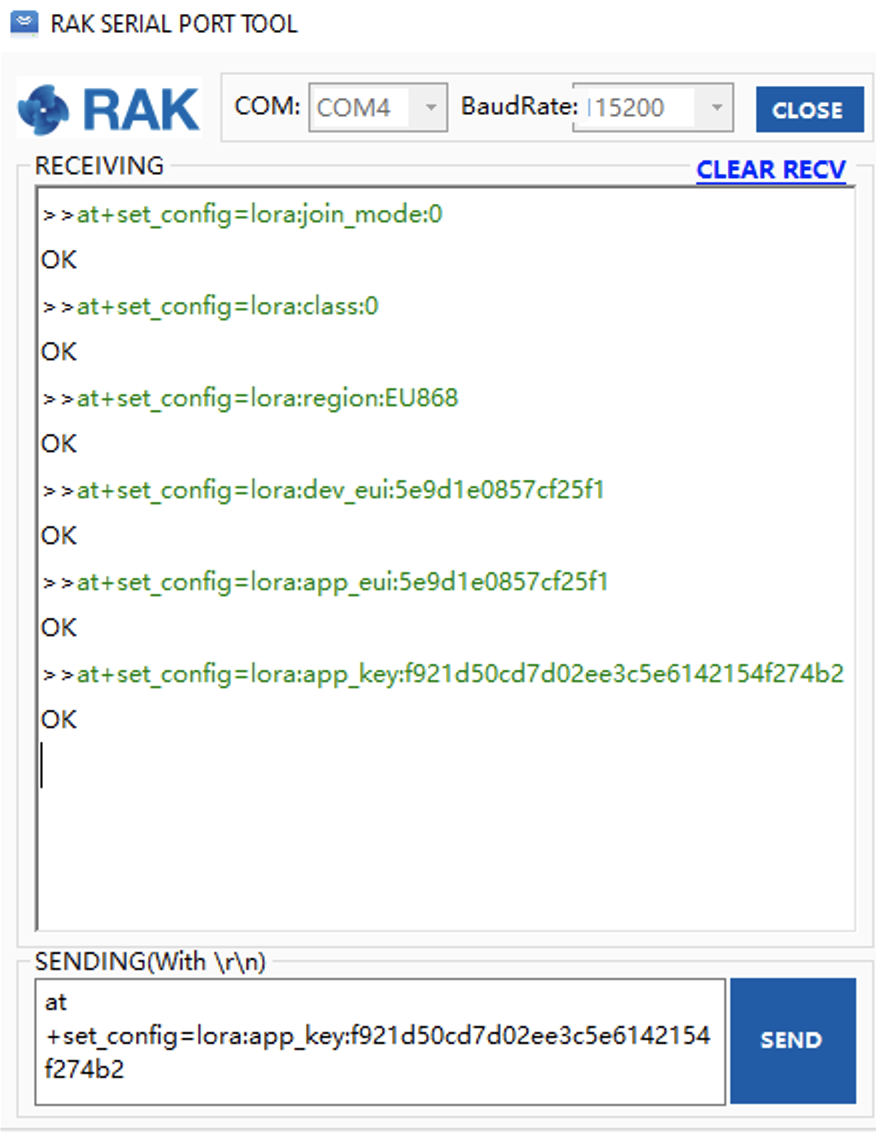 RAK SERIAL PORT TOOL
RAK COM: COM4 BaudRate: 115200 CLOSE
RECEIVING CLEAR RECV
>>at+set_config=lora:join_mode:0
OK
>>at+set_config=lora:class:0
OK
>>at+set_config=lora:region:EU868
OK
>>at+set_config=lora:dev_eui:5e9d1e0857cf25f1
OK
>>at+set_config=lora:app_eui:5e9d1e0857cf25f1
OK
>>at+set_config=lora:app_key:f921d50cd7d02ee3c5e6142154f274b2
OK
SENDING(With \r\n)
at
+set_config=lora:app_key:f921d50cd7d02ee3c5e6142154
f274b2
SEND